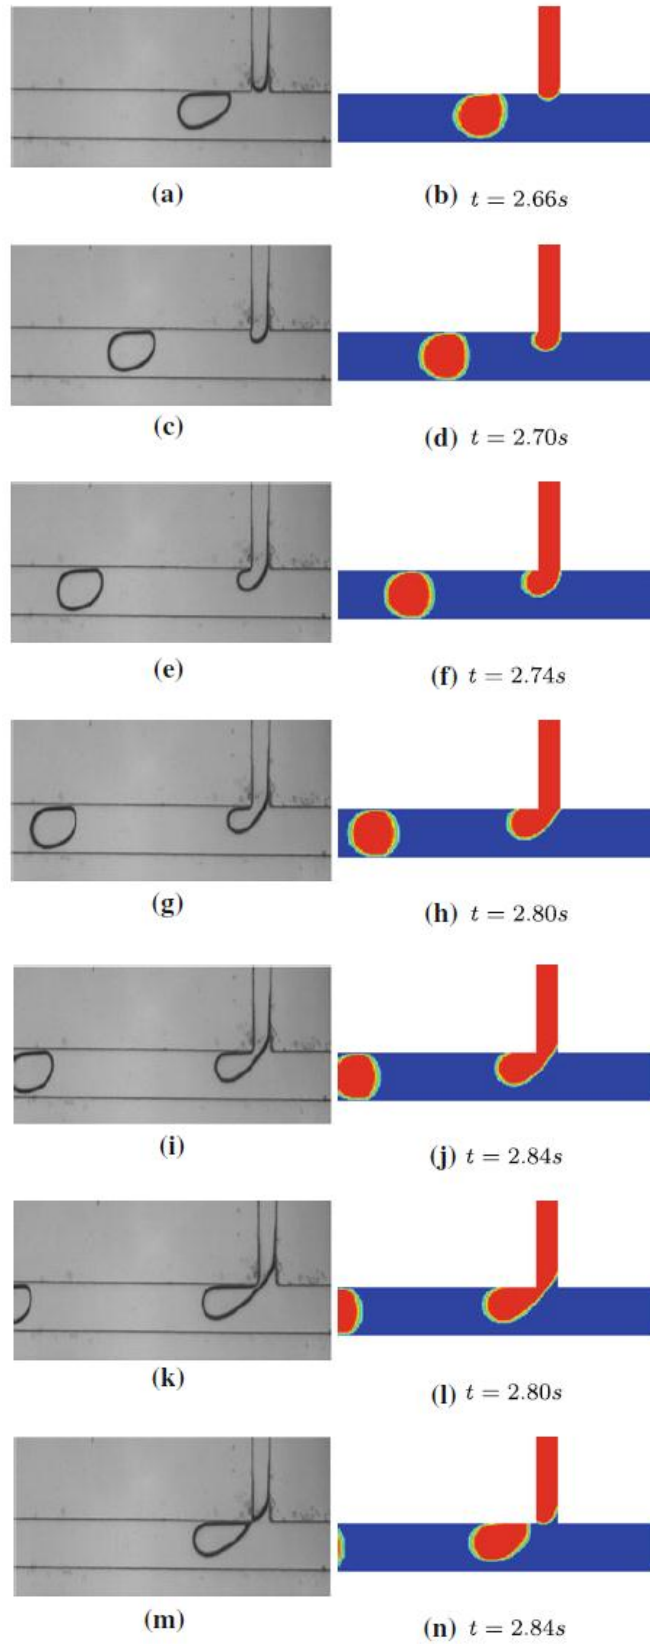 (a)
(b) t = 2.66s
(c)
(d) t = 2.70s
(e)
(f) t = 2.74s
(g)
(h) t = 2.80s
(i)
(j) t = 2.84s
(k)
(l) t = 2.80s
(m)
(n) t = 2.84s